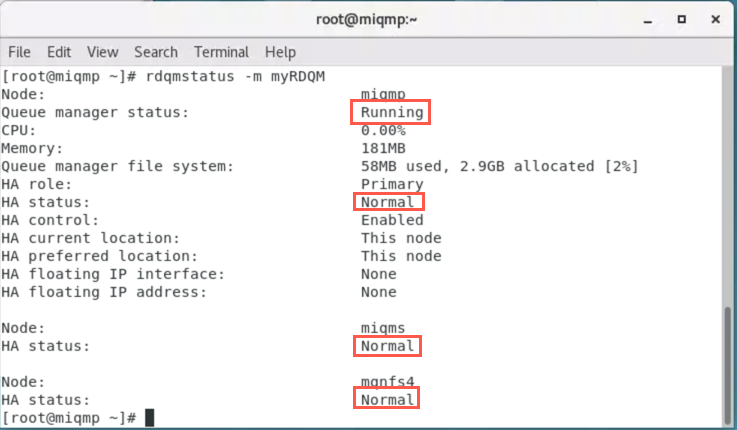 root@miqmp:~
File Edit View Search Terminal Help
[root@miqmp ~]# rdqmstatus -m myRDQM
Node: miqmp
Queue manager status: Running
CPU: 0.00%
Memory: 181MB
Queue manager file system: 58MB used, 2.9GB allocated [2%]
HA role: Primary
HA status: Normal
HA control: Enabled
HA current location: This node
HA preferred location: This node
HA floating IP interface: None
HA floating IP address: None
Node: miqms
HA status: Normal
Node: mqnfs4
HA status: Normal
[root@miqmp ~]#